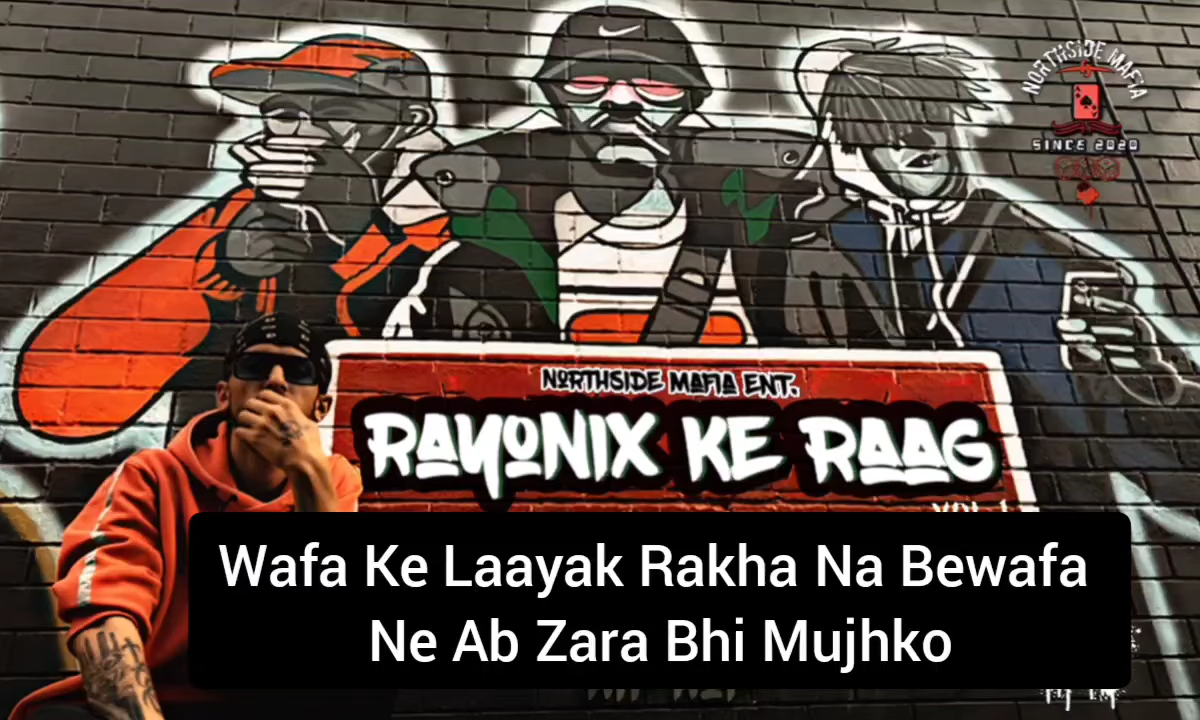 NORTHSIDE MAFIA
SINCE 2020
NORTHSIDE MAFIA ENT.
RAYONIX KE RAAG
Wafa Ke Laayak Rakha Na Bewafa
Ne Ab Zara Bhi Mujhko